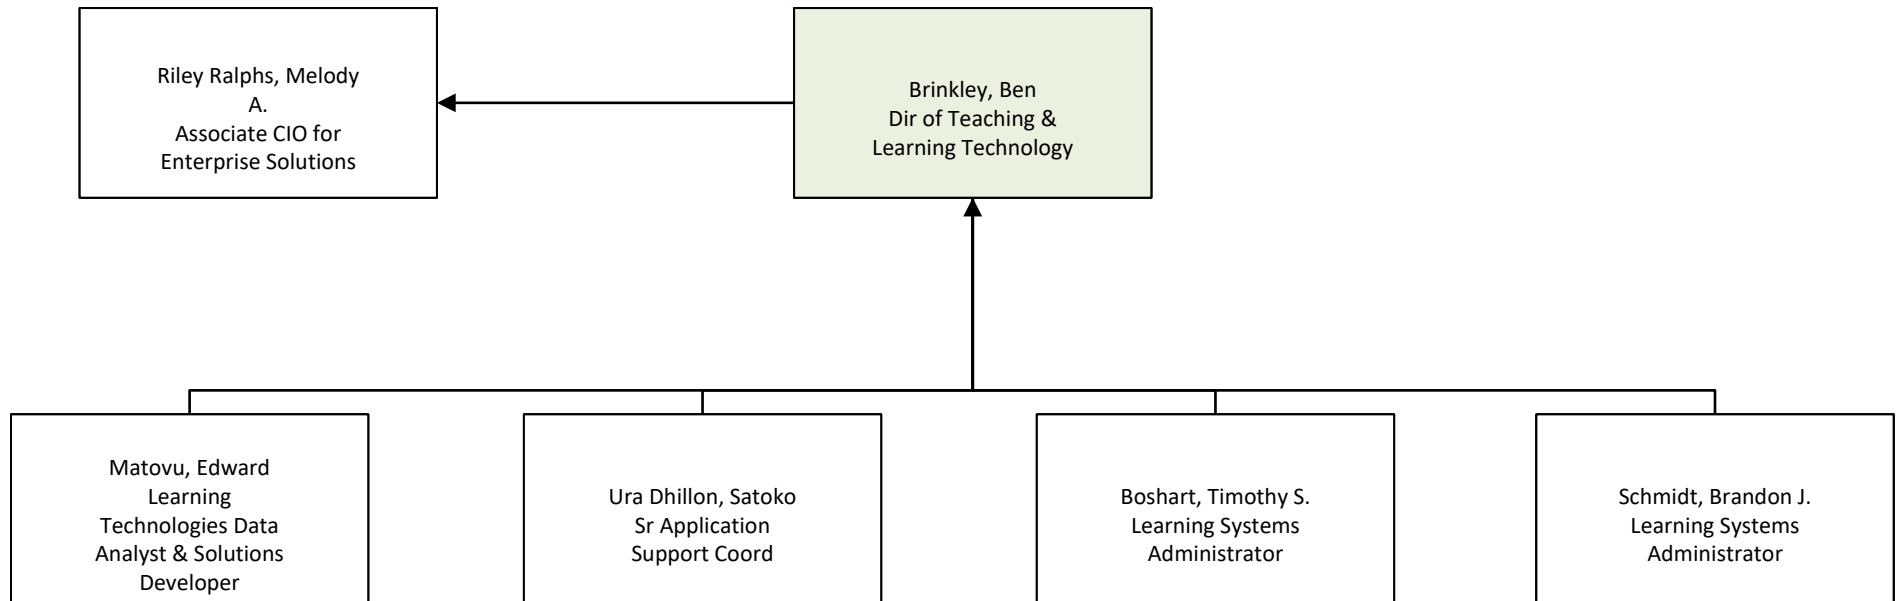 Riley Ralphs, Melody
A.
Associate CIO for
Enterprise Solutions
Brinkley, Ben
Dir of Teaching &
Learning Technology
Matovu, Edward
Learning
Technologies Data
Analyst & Solutions
Developer
Ura Dhillon, Satoko
Sr Application
Support Coord
Boshart, Timothy S.
Learning Systems
Administrator
Schmidt, Brandon J.
Learning Systems
Administrator